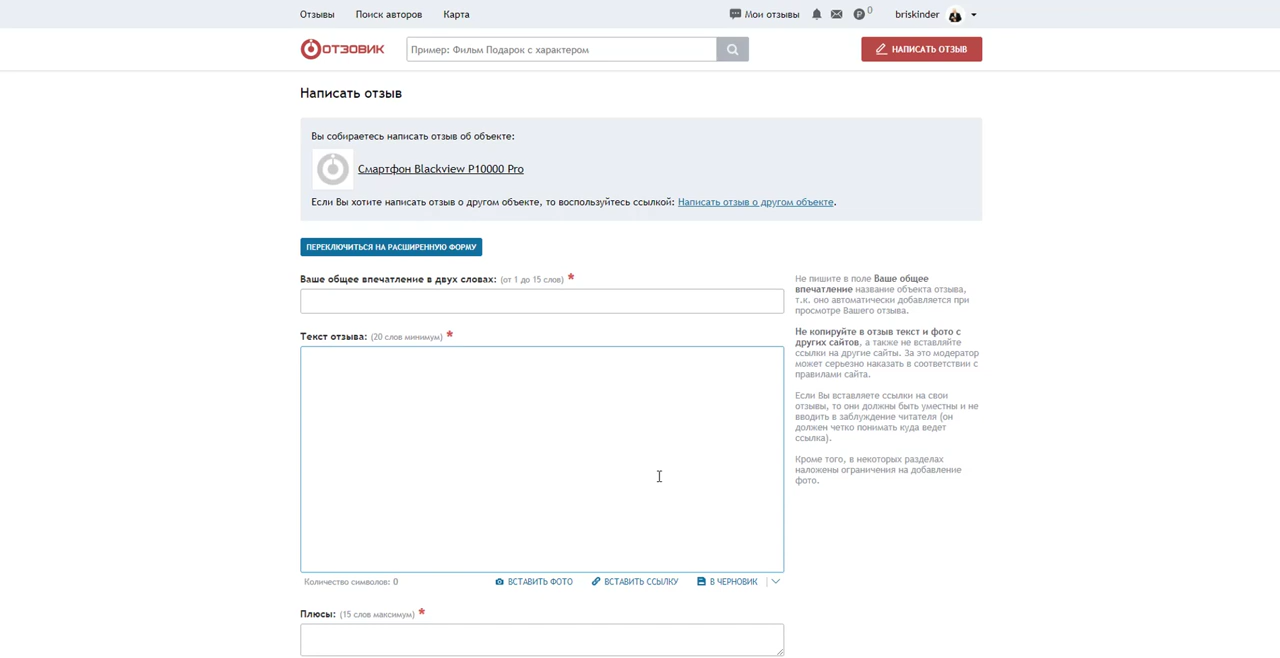 Отзывы Поиск авторов Карта Мои отзывы 0 briskinder
ОТЗОВИК Пример: Фильм Подарок с характером НАПИСАТЬ ОТЗЫВ
Написать отзыв
Вы собираетесь написать отзыв об объекте:
Смартфон Blackview P10000 Pro
Если Вы хотите написать отзыв о другом объекте, то воспользуйтесь ссылкой: Написать отзыв о другом объекте.
ПЕРЕКЛЮЧИТЬСЯ НА РАСШИРЕННУЮ ФОРМУ
Ваше общее впечатление в двух словах: (от 1 до 15 слов) *
Не пишите в поле Ваше общее
впечатление название объекта отзыва,
т.к. оно автоматически добавляется при
просмотре Вашего отзыва.
Текст отзыва: (20 слов минимум) *
Не копируйте в отзыв текст и фото с
других сайтов, а также не вставляйте
ссылки на другие сайты. За это модератор
может серьезно наказать в соответствии с
правилами сайта.
Если Вы вставляете ссылки на свои
отзывы, то они должны быть уместны и не
вводить в заблуждение читателя (он
должен четко понимать куда ведет
ссылка).
Кроме того, в некоторых разделах
наложены ограничения на добавление
фото.
Количество символов: 0 ВСТАВИТЬ ФОТО ВСТАВИТЬ ССЫЛКУ В ЧЕРНОВИК
Плюсы: (15 слов максимум) *